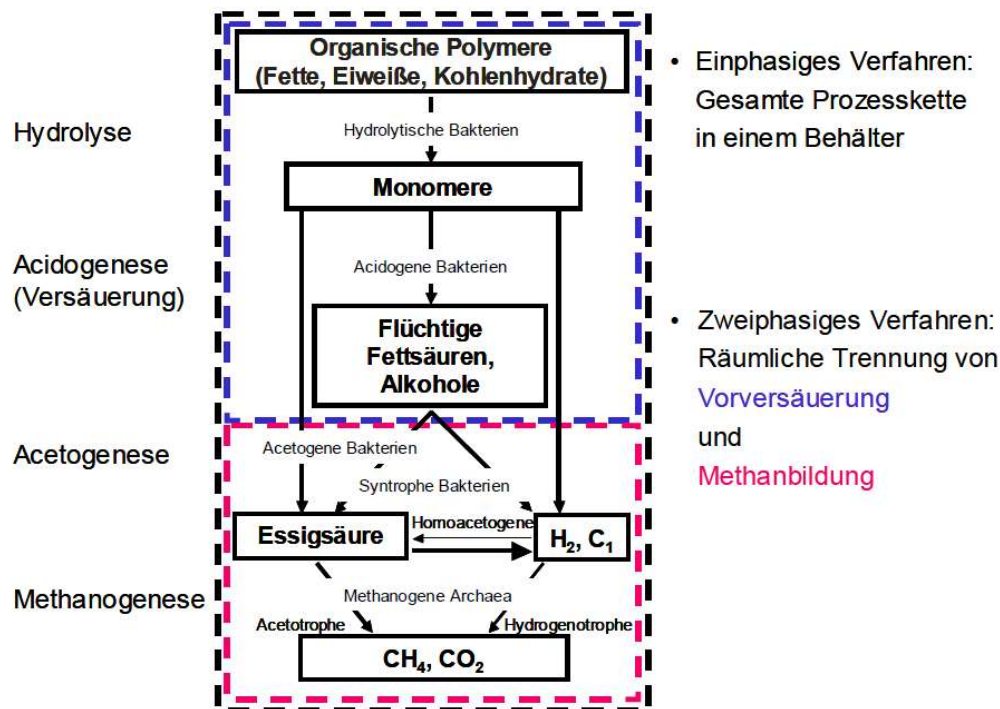 Organische Polymere
(Fette, Eiweiße, Kohlenhydrate)
Hydrolyse
Hydrolytische Bakterien
Monomere
Acidogenese
(Versäuerung)
Acidogene Bakterien
Flüchtige
Fettsäuren,
Alkohole
Acetogenese
Acetogene Bakterien
Syntrophe Bakterien
Essigsäure
Homoacetogene
H₂, C₁
Methanogenese
Methanogene Archaea
Acetotrophe
Hydrogenotrophe
CH₄, CO₂
• Einphasiges Verfahren:
Gesamte Prozesskette
in einem Behälter
• Zweiphasiges Verfahren:
Räumliche Trennung von
Vorversäuerung
und
Methanbildung